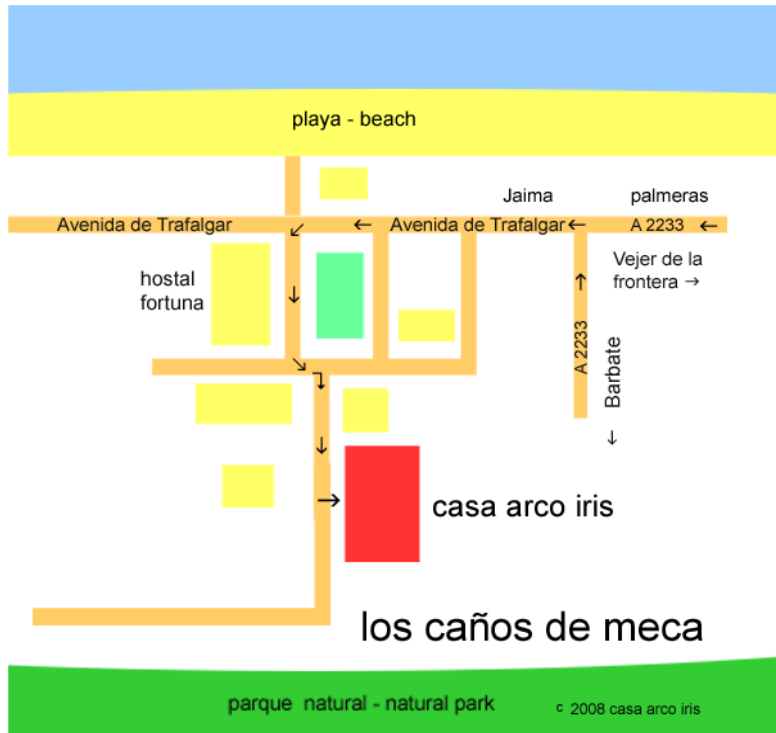 playa - beach
Jaima
palmeras
Avenida de Trafalgar
← Avenida de Trafalgar ←
A 2233 ←
Vejer de la
frontera →
hostal
fortuna
A 2233
Barbate
casa arco iris
los caños de meca
parque natural - natural park
c 2008 casa arco iris